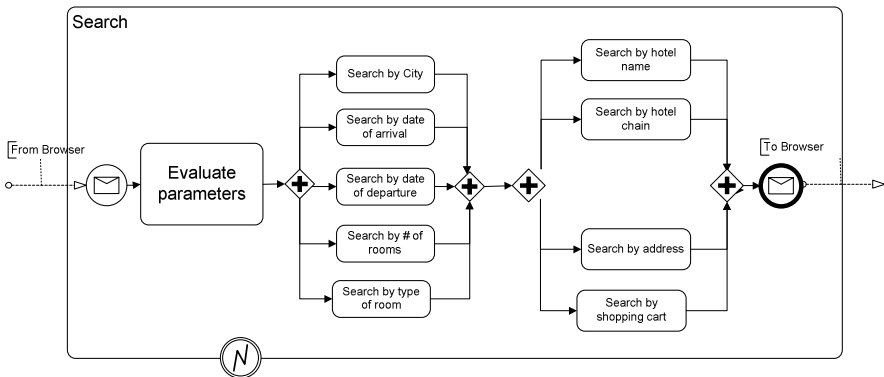 Search
From Browser
Evaluate
parameters
Search by City
Search by date
of arrival
Search by date
of departure
Search by # of
rooms
Search by type
of room
Search by hotel
name
Search by hotel
chain
Search by address
Search by
shopping cart
To Browser